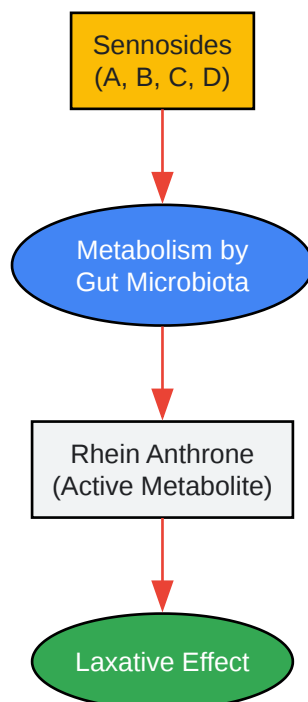 Sennosides
(A, B, C, D)
Metabolism by
Gut Microbiota
Rhein Anthrone
(Active Metabolite)
Laxative Effect